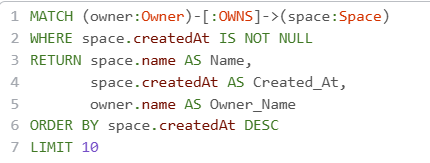 1 MATCH (owner:Owner)-[:OWNS]->(space:Space)
2 WHERE space.createdAt IS NOT NULL
3 RETURN space.name AS Name,
4        space.createdAt AS Created_At,
5        owner.name AS Owner_Name
6 ORDER BY space.createdAt DESC
7 LIMIT 10